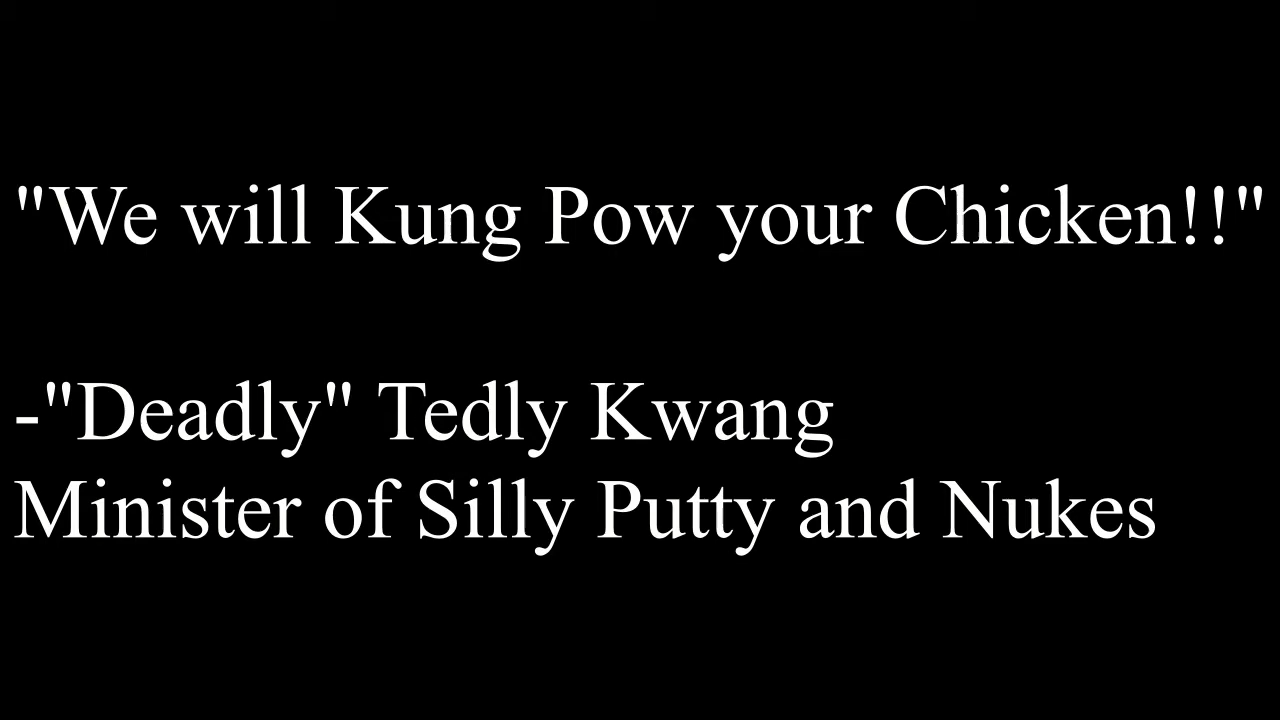 "We will Kung Pow your Chicken!!"
-"Deadly" Tedly Kwang
Minister of Silly Putty and Nukes